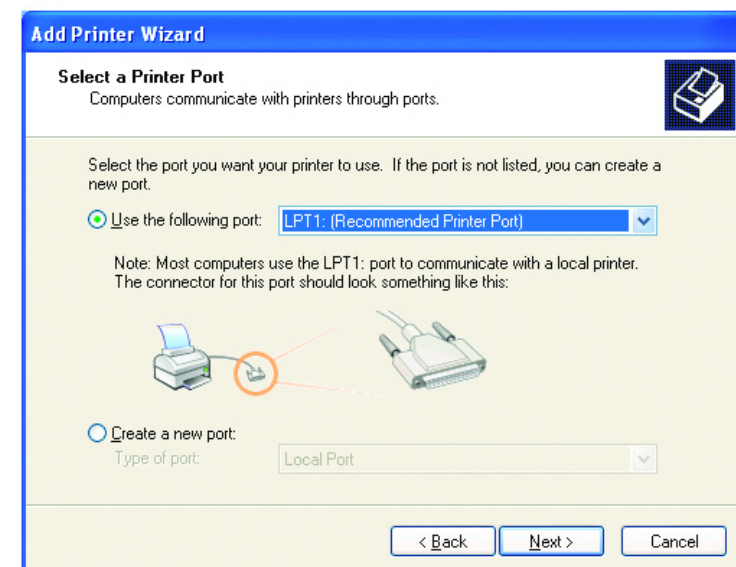 Add Printer Wizard
Select a Printer Port
Computers communicate with printers through ports.
Select the port you want your printer to use. If the port is not listed, you can create a
new port.
Use the following port: LPT1: (Recommended Printer Port)
Note: Most computers use the LPT1: port to communicate with a local printer.
The connector for this port should look something like this:
Create a new port:
Type of port: Local Port
< Back Next > Cancel